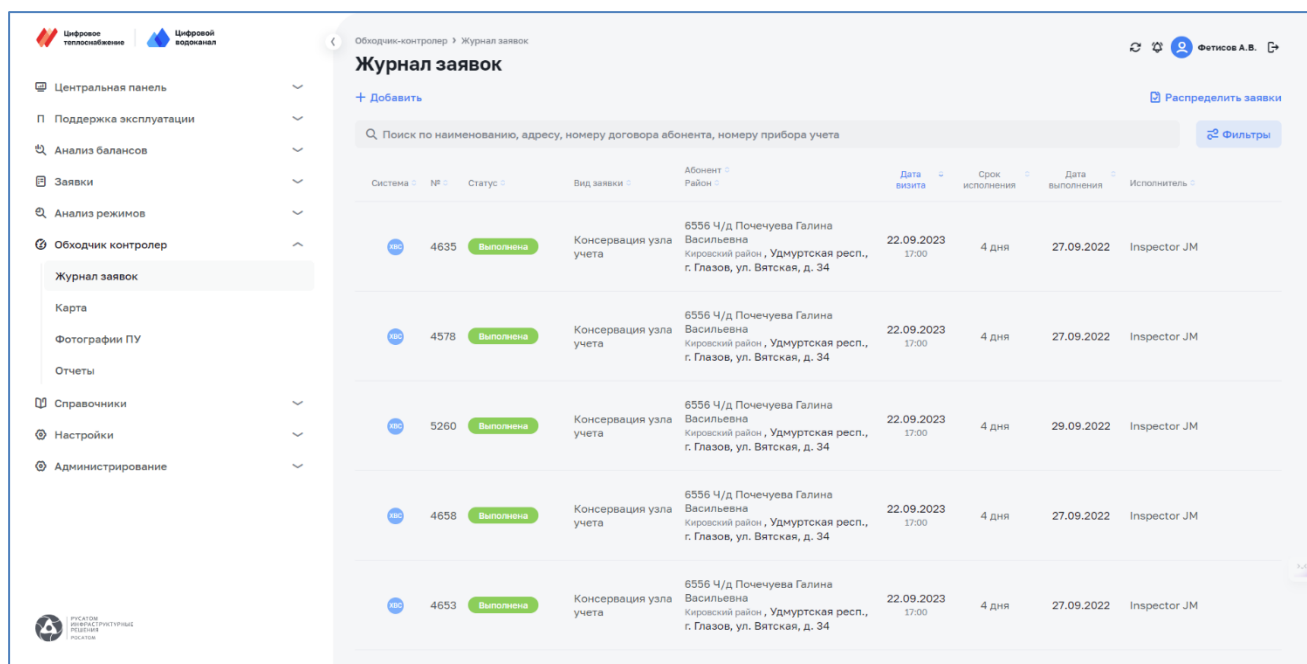 Цифровое
теплоснабжение
Цифровой
водоканал
Центральная панель
П Поддержка эксплуатации
Анализ балансов
Заявки
Анализ режимов
Обходчик контролер
Журнал заявок
Карта
Фотографии ПУ
Отчеты
Справочники
Настройки
Администрирование
РУСАТОМ
ИНФРАСТРУКТУРНЫЕ
РЕШЕНИЯ
РОСАТОМ
Обходчик-контролер > Журнал заявок
Фетисов А.В.
Журнал заявок
+ Добавить
Распределить заявки
Поиск по наименованию, адресу, номеру договора абонента, номеру прибора учета
Фильтры
Система № Статус Вид заявки
Абонент
Район
Дата
визита
Срок
исполнения
Дата
выполнения
Исполнитель
ХВС 4635 Выполнена
Консервация узла
учета
6556 Ч/д Почечуева Галина
Васильевна
Кировский район , Удмуртская респ.,
г. Глазов, ул. Вятская, д. 34
22.09.2023
17:00
4 дня 27.09.2022 Inspector JM
ХВС 4578 Выполнена
Консервация узла
учета
6556 Ч/д Почечуева Галина
Васильевна
Кировский район , Удмуртская респ.,
г. Глазов, ул. Вятская, д. 34
22.09.2023
17:00
4 дня 27.09.2022 Inspector JM
ХВС 5260 Выполнена
Консервация узла
учета
6556 Ч/д Почечуева Галина
Васильевна
Кировский район , Удмуртская респ.,
г. Глазов, ул. Вятская, д. 34
22.09.2023
17:00
4 дня 29.09.2022 Inspector JM
ХВС 4658 Выполнена
Консервация узла
учета
6556 Ч/д Почечуева Галина
Васильевна
Кировский район , Удмуртская респ.,
г. Глазов, ул. Вятская, д. 34
22.09.2023
17:00
4 дня 27.09.2022 Inspector JM
ХВС 4653 Выполнена
Консервация узла
учета
6556 Ч/д Почечуева Галина
Васильевна
Кировский район , Удмуртская респ.,
г. Глазов, ул. Вятская, д. 34
22.09.2023
17:00
4 дня 27.09.2022 Inspector JM